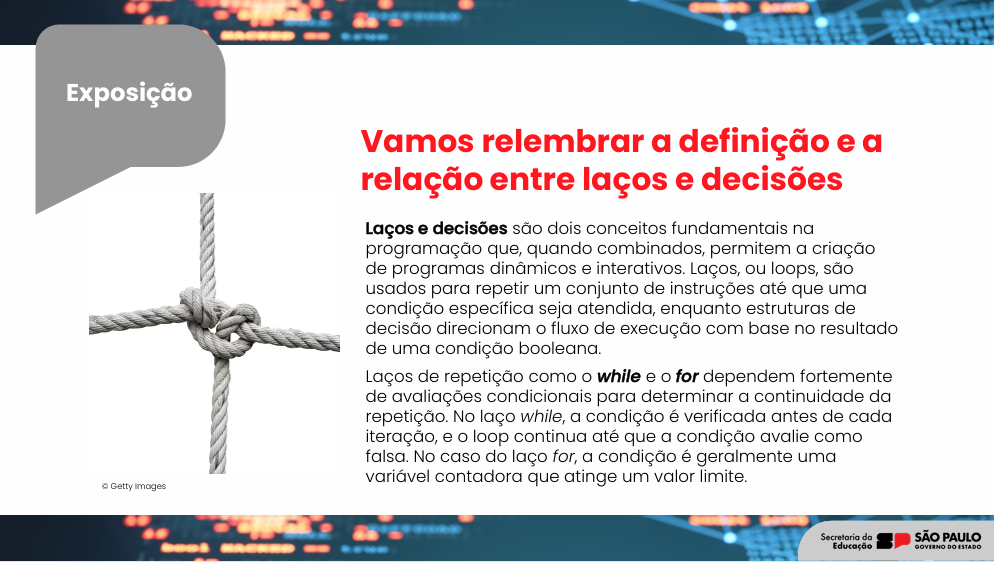 HACKED
true;
Exposição
Vamos relembrar a definição e a
relação entre laços e decisões
Laços e decisões são dois conceitos fundamentais na
programação que, quando combinados, permitem a criação
de programas dinâmicos e interativos. Laços, ou loops, são
usados para repetir um conjunto de instruções até que uma
condição específica seja atendida, enquanto estruturas de
decisão direcionam o fluxo de execução com base no resultado
de uma condição booleana.
Laços de repetição como o while e o for dependem fortemente
de avaliações condicionais para determinar a continuidade da
repetição. No laço while, a condição é verificada antes de cada
iteração, e o loop continua até que a condição avalie como
falsa. No caso do laço for, a condição é geralmente uma
variável contadora que atinge um valor limite.
© Getty Images
bool HACKED == true;
Secretaria da
Educação
SÃO PAULO
GOVERNO DO ESTADO